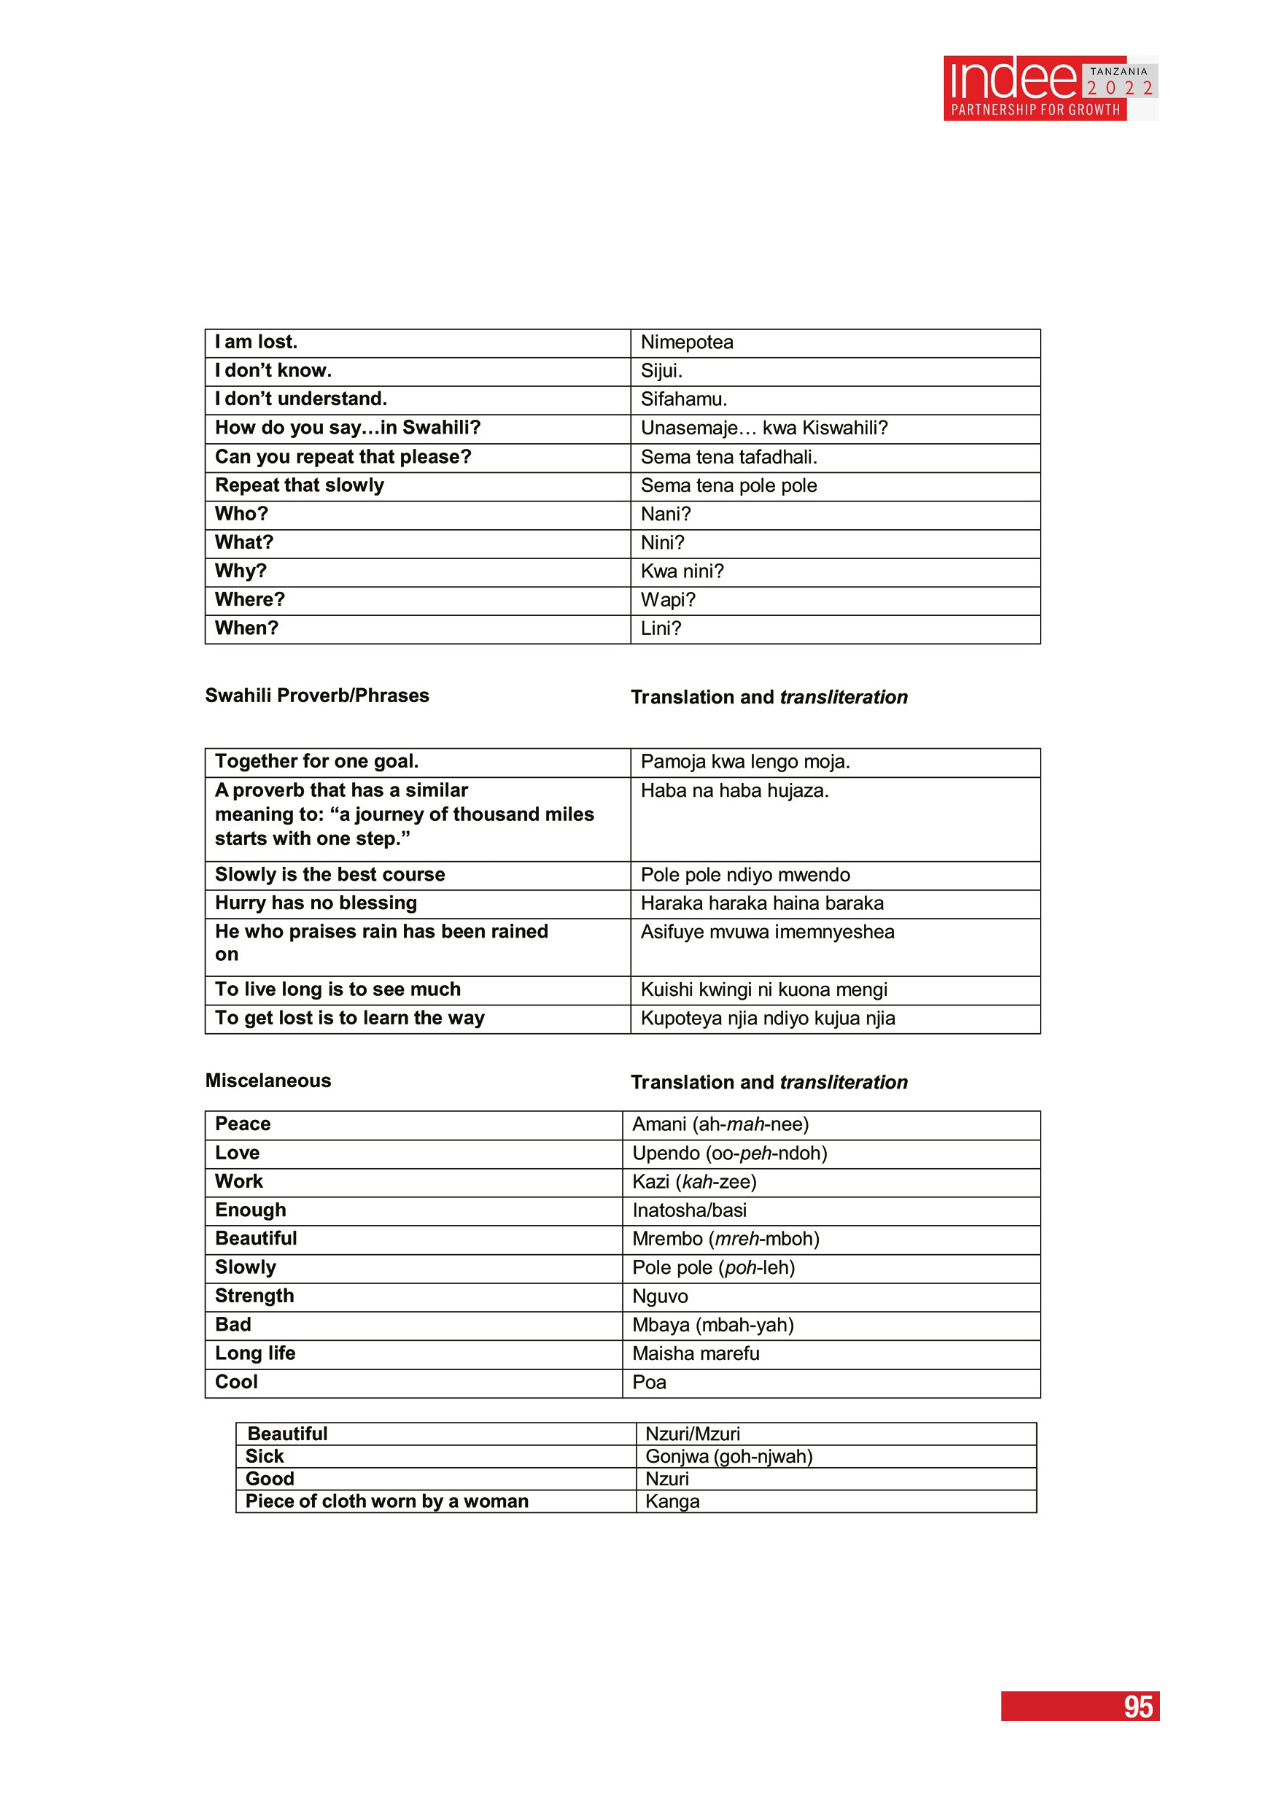 indee TANZANIA
2022
PARTNERSHIP FOR GROWTH
I am lost. Nimepotea
I don’t know. Sijui.
I don’t understand. Sifahamu.
How do you say…in Swahili? Unasemaje… kwa Kiswahili?
Can you repeat that please? Sema tena tafadhali.
Repeat that slowly Sema tena pole pole
Who? Nani?
What? Nini?
Why? Kwa nini?
Where? Wapi?
When? Lini?
Swahili Proverb/Phrases Translation and transliteration
Together for one goal. Pamoja kwa lengo moja.
A proverb that has a similar Haba na haba hujaza.
meaning to: “a journey of thousand miles
starts with one step.”
Slowly is the best course Pole pole ndiyo mwendo
Hurry has no blessing Haraka haraka haina baraka
He who praises rain has been rained Asifuye mvuwa imemnyeshea
on
To live long is to see much Kuishi kwingi ni kuona mengi
To get lost is to learn the way Kupoteya njia ndiyo kujua njia
Miscelaneous Translation and transliteration
Peace Amani (ah-mah-nee)
Love Upendo (oo-peh-ndoh)
Work Kazi (kah-zee)
Enough Inatosha/basi
Beautiful Mrembo (mreh-mboh)
Slowly Pole pole (poh-leh)
Strength Nguvo
Bad Mbaya (mbah-yah)
Long life Maisha marefu
Cool Poa
Beautiful Nzuri/Mzuri
Sick Gonjwa (goh-njwah)
Good Nzuri
Piece of cloth worn by a woman Kanga
95